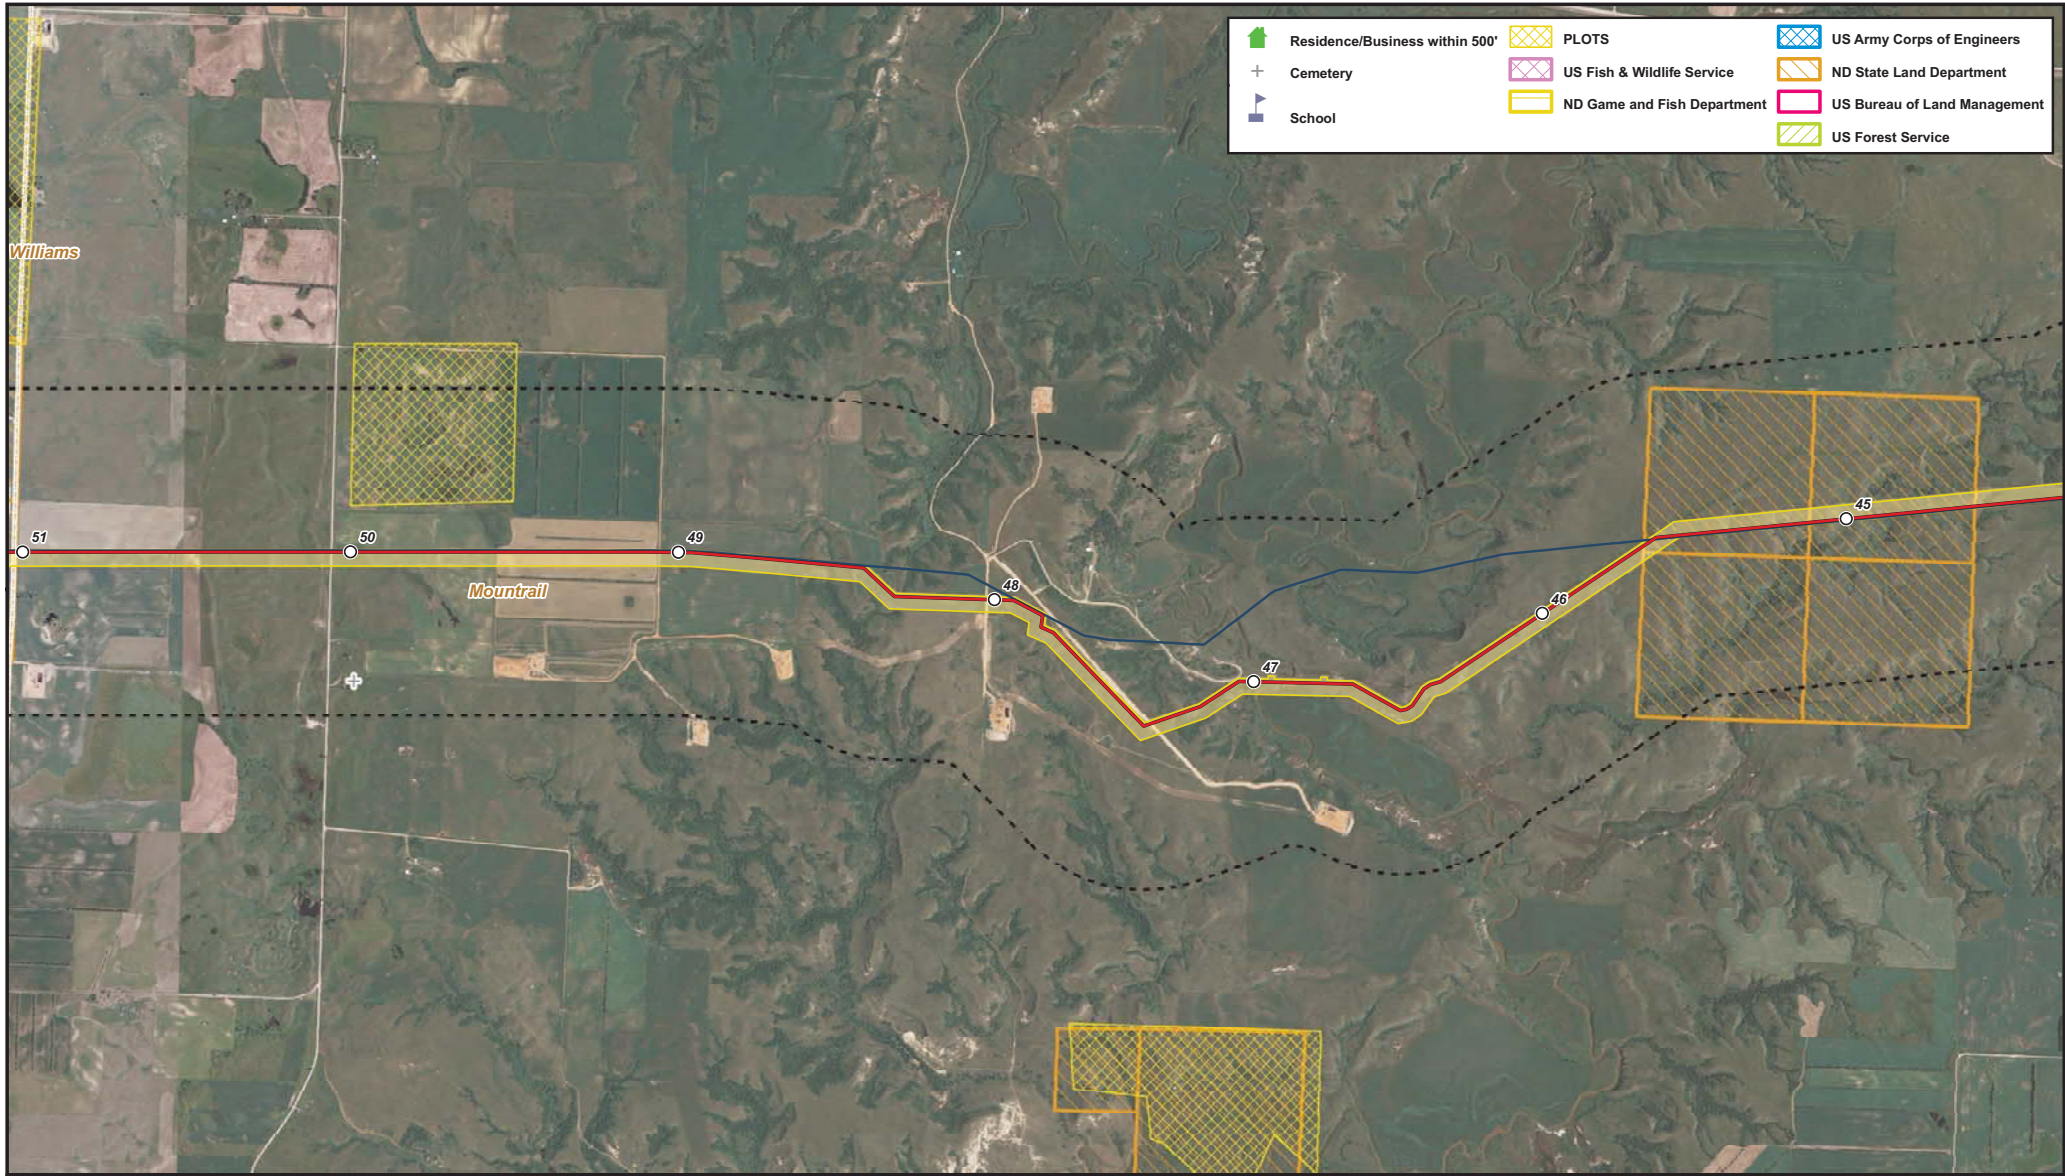 Residence/Business within 500'
Cemetery
School
PLOTS
US Fish & Wildlife Service
ND Game and Fish Department
US Army Corps of Engineers
ND State Land Department
US Bureau of Land Management
US Forest Service
Williams
45
51
50
49
48
46
Mountrail
47